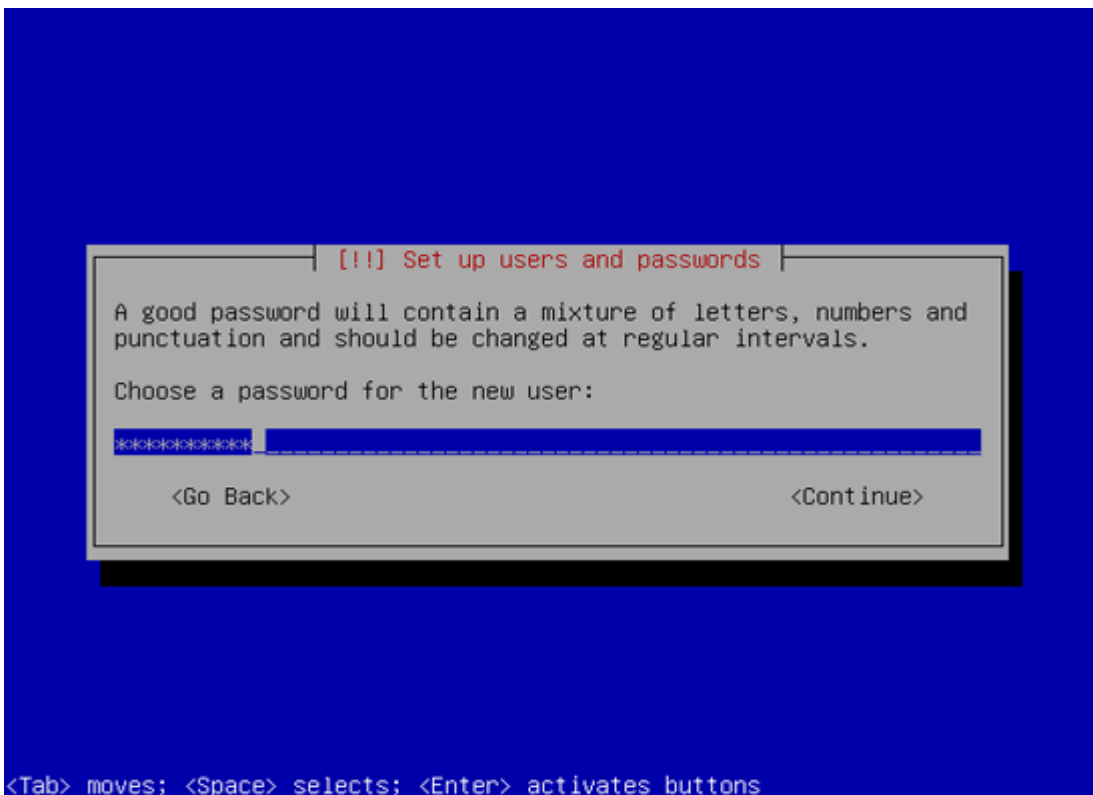 [!!] Set up users and passwords
A good password will contain a mixture of letters, numbers and
punctuation and should be changed at regular intervals.
Choose a password for the new user:
**********
<Go Back> <Continue>
<Tab> moves; <Space> selects; <Enter> activates buttons